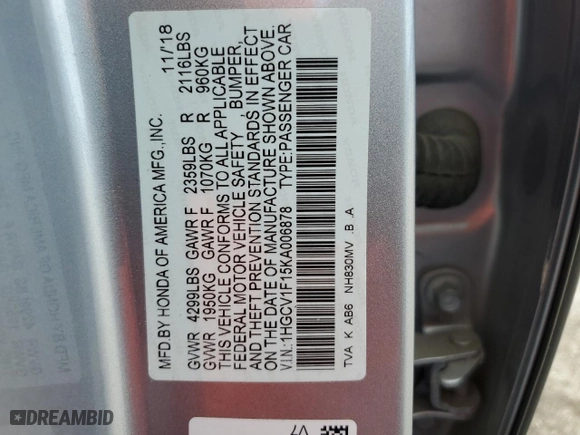 MFD.BY HONDA OF AMERICA MFG.,INC. 11/18
GVWR 4299LBS GAWR F 2359LBS R 2116LBS
GVWR 1950KG GAWR F 1070KG R 960KG
THIS VEHICLE CONFORMS TO ALL APPLICABLE
FEDERAL MOTOR VEHICLE SAFETY , BUMPER,
AND THEFT PREVENTION STANDARDS IN EFFECT
ON THE DATE OF MANUFACTURE SHOWN ABOVE.
V.I.N.:1HGCV1F15KA006878 TYPE:PASSENGER CAR
TVA K AB6 NH830MV .B .A
DREAMBID